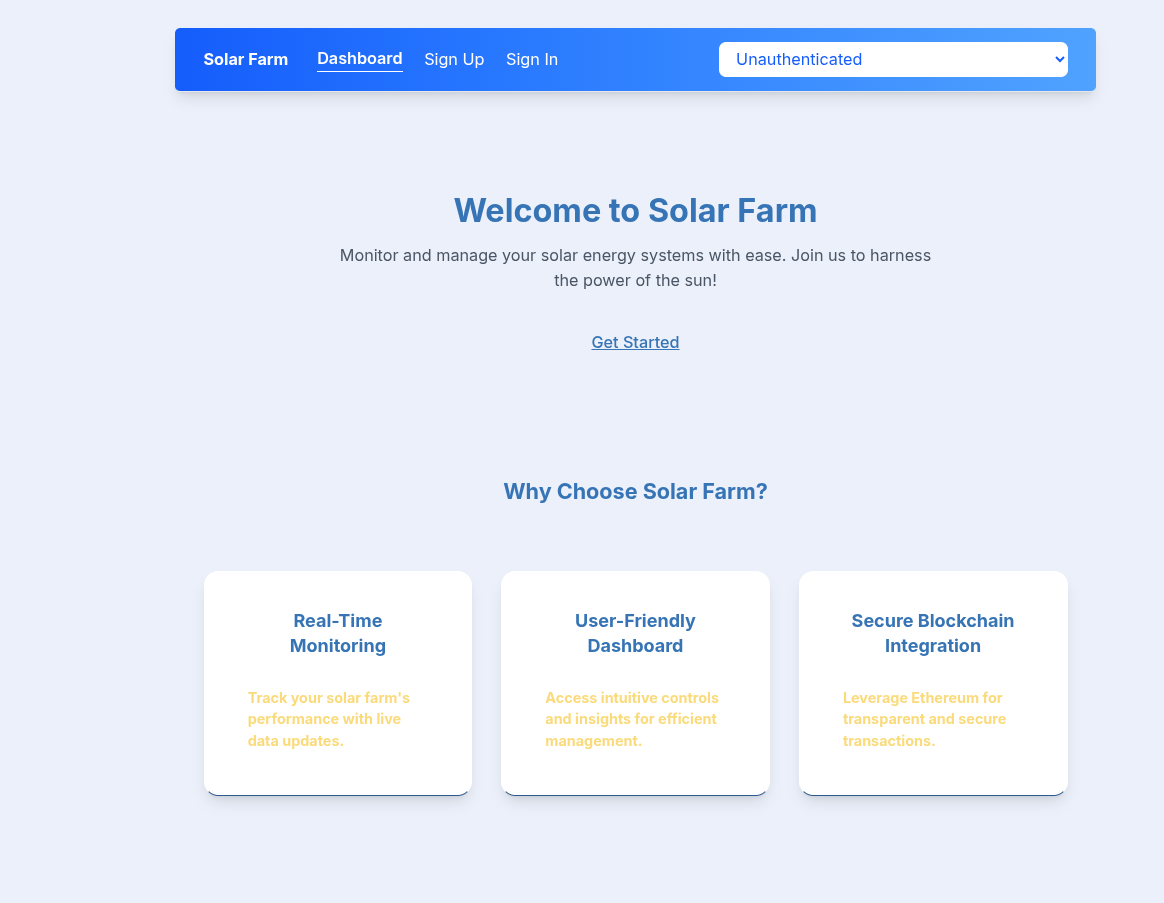 Solar Farm Dashboard Sign Up Sign In Unauthenticated
Welcome to Solar Farm
Monitor and manage your solar energy systems with ease. Join us to harness
the power of the sun!
Get Started
Why Choose Solar Farm?
Real-Time
Monitoring
Track your solar farm's
performance with live
data updates.
User-Friendly
Dashboard
Access intuitive controls
and insights for efficient
management.
Secure Blockchain
Integration
Leverage Ethereum for
transparent and secure
transactions.